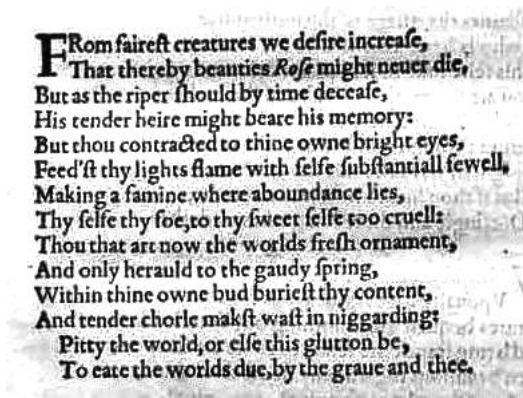 FRom faireſt creatures we deſire increaſe,
That thereby beauties Roſe might neuer die,
But as the riper ſhould by time deceaſe,
His tender heire might beare his memory:
But thou contracted to thine owne bright eyes,
Feed'ſt thy lights flame with ſelfe ſubſtantiall fewell,
Making a famine where aboundance lies,
Thy ſelfe thy foe,to thy ſweet ſelfe too cruell:
Thou that art now the worlds freſh ornament,
And only herauld to the gaudy ſpring,
Within thine owne bud burieſt thy content,
And tender chorle makſt waſt in niggarding:
Pitty the world,or elſe this glutton be,
To eate the worlds due,by the graue and thee.